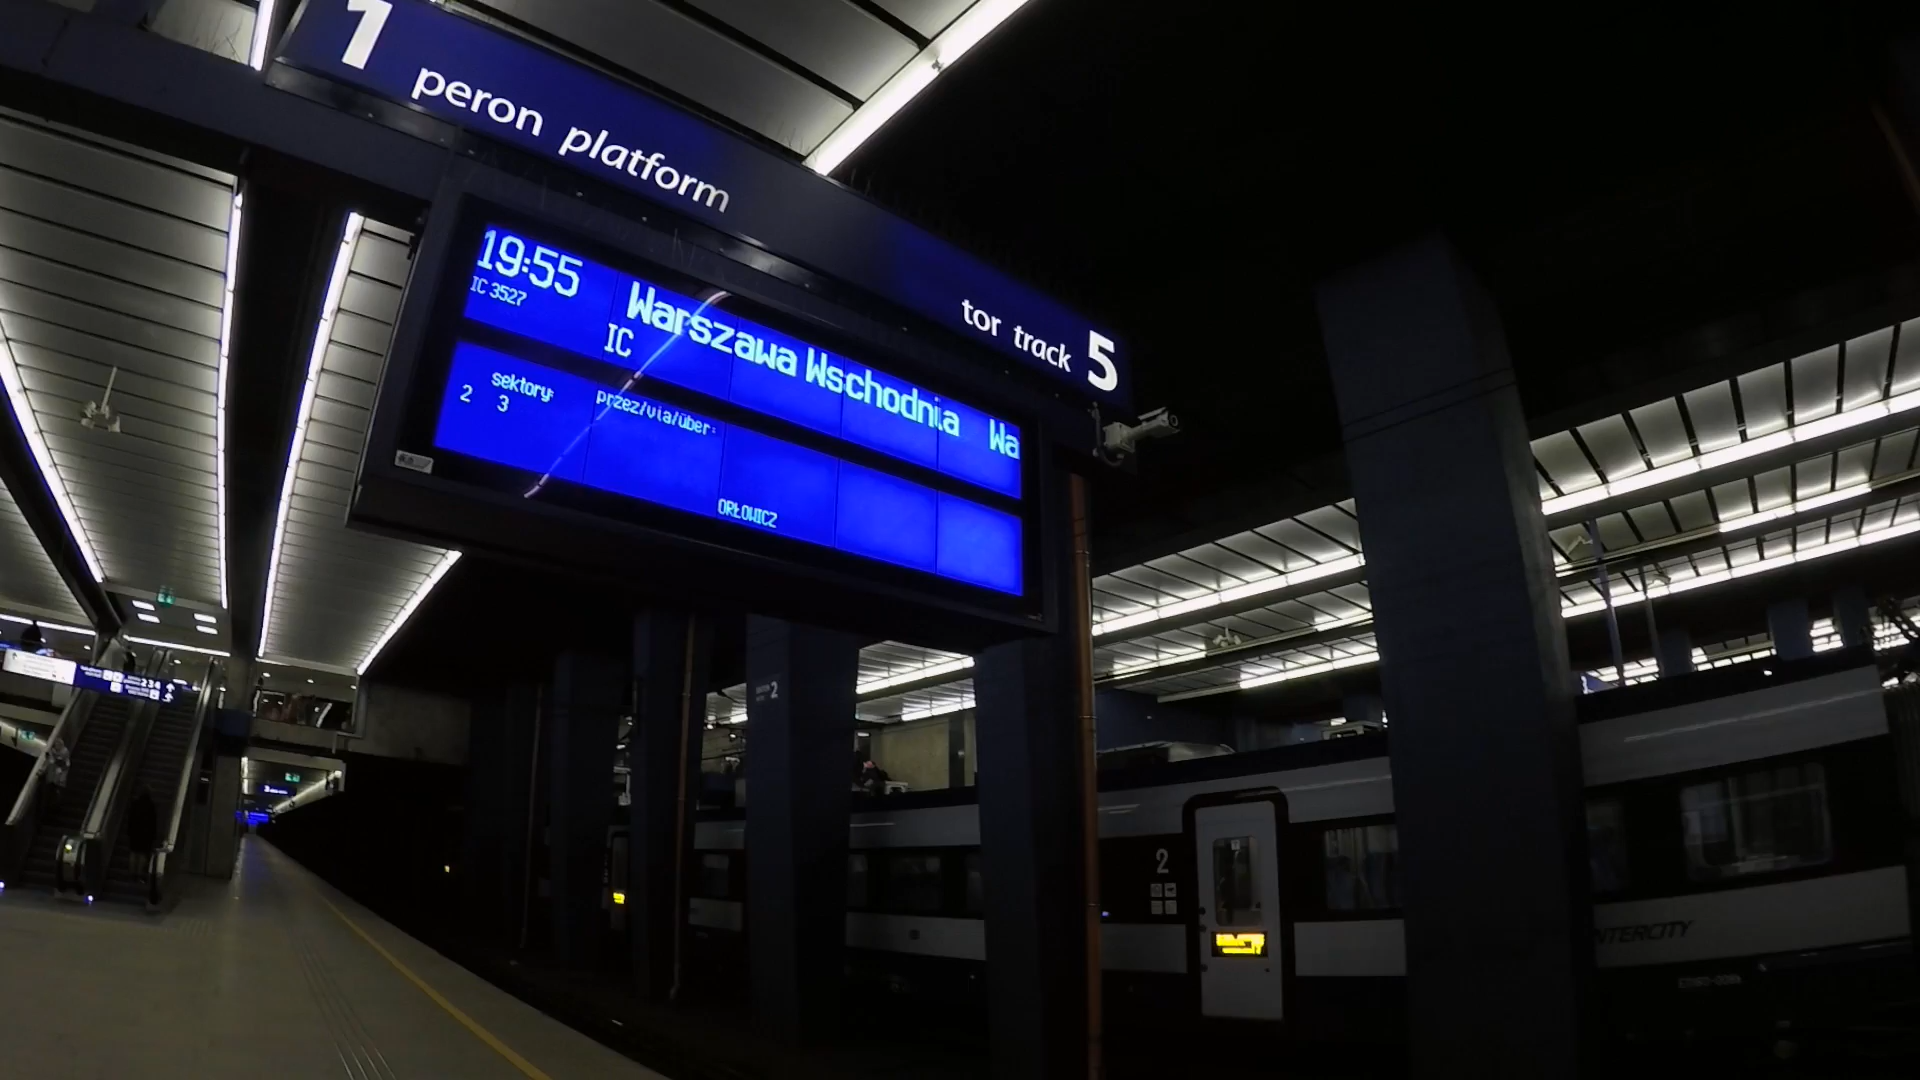 1 peron platform
tor track 5
19:55 Warszawa Wschodnia Wa
IC 3527
IC
sektory:
2 3
przez/via/über:
ORŁOWICZ
2
2
INTERCITY